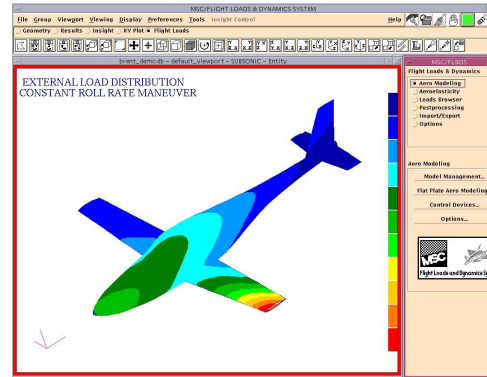 MSC/FLIGHT LOADS & DYNAMICS SYSTEM
File Group Viewport Viewing Display Preferences Tools Insight Control Help
Geometry Results Insight XY Plot Flight Loads
brent_demo.db - default_viewport - SUBSONIC - Entity
MSC/FLDS
Flight Loads & Dynamics
EXTERNAL LOAD DISTRIBUTION
CONSTANT ROLL RATE MANEUVER
Aero Modeling
Aeroelasticity
Loads Browser
Postprocessing
Import/Export
Options
Aero Modeling
Model Management...
Flat Plate Aero Modeling
Control Devices...
Options...
MSC
Flight Loads and Dynamics S